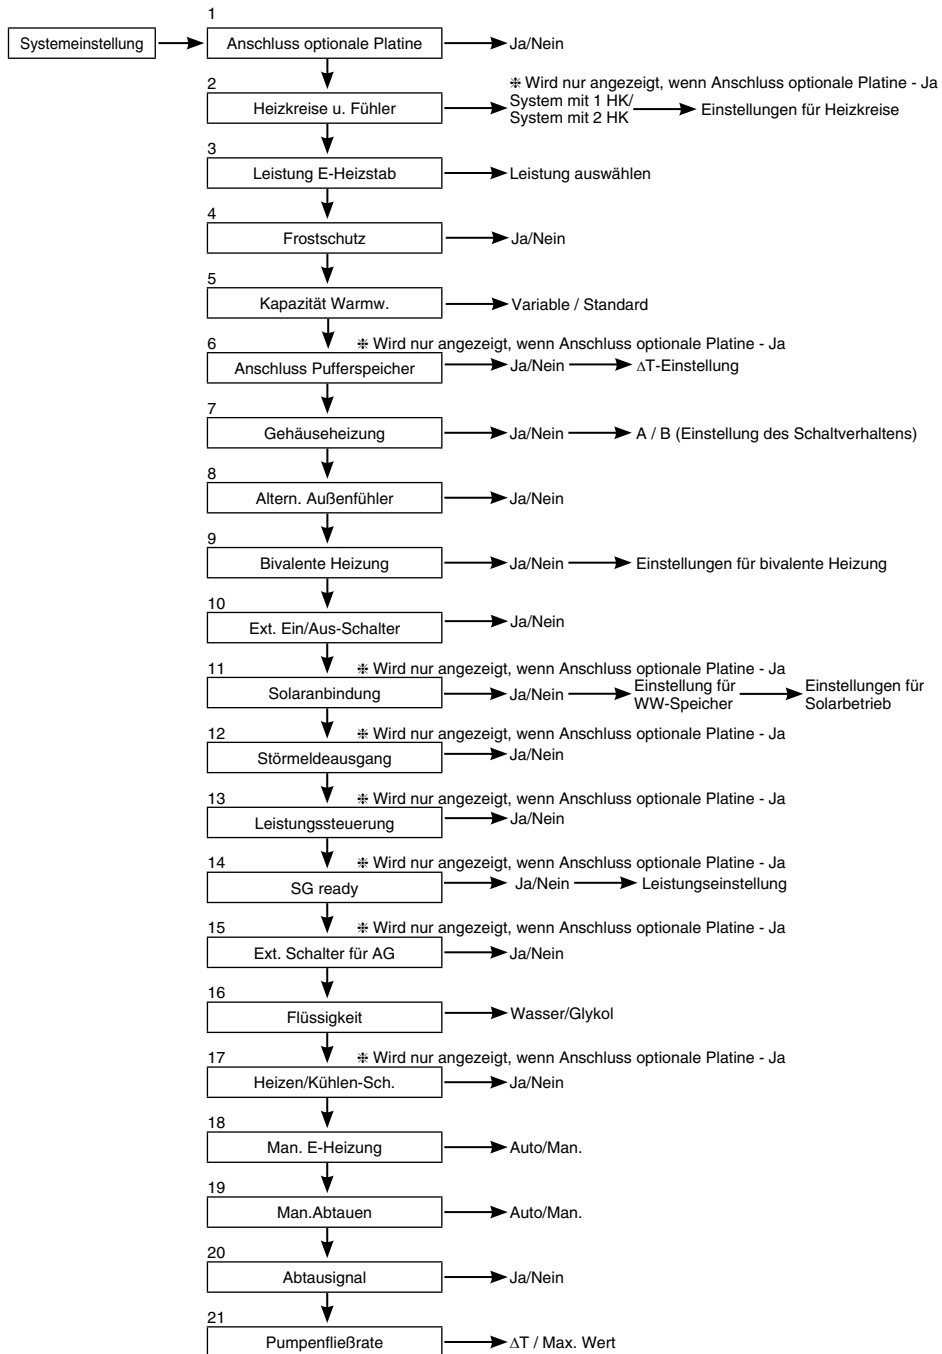 1
Systemeinstellung
Anschluss optionale Platine
Ja/Nein
2
⁜ Wird nur angezeigt, wenn Anschluss optionale Platine - Ja
Heizkreise u. Fühler
System mit 1 HK/
System mit 2 HK
Einstellungen für Heizkreise
3
Leistung E-Heizstab
Leistung auswählen
4
Frostschutz
Ja/Nein
5
Kapazität Warmw.
Variable / Standard
6
⁜ Wird nur angezeigt, wenn Anschluss optionale Platine - Ja
Anschluss Pufferspeicher
Ja/Nein
ΔT-Einstellung
7
Gehäuseheizung
Ja/Nein
A / B (Einstellung des Schaltverhaltens)
8
Altern. Außenfühler
Ja/Nein
9
Bivalente Heizung
Ja/Nein
Einstellungen für bivalente Heizung
10
Ext. Ein/Aus-Schalter
Ja/Nein
11
⁜ Wird nur angezeigt, wenn Anschluss optionale Platine - Ja
Solaranbindung
Ja/Nein
Einstellung für
WW-Speicher
Einstellungen für
Solarbetrieb
12
⁜ Wird nur angezeigt, wenn Anschluss optionale Platine - Ja
Störmeldeausgang
Ja/Nein
13
⁜ Wird nur angezeigt, wenn Anschluss optionale Platine - Ja
Leistungssteuerung
Ja/Nein
14
⁜ Wird nur angezeigt, wenn Anschluss optionale Platine - Ja
SG ready
Ja/Nein
Leistungseinstellung
15
⁜ Wird nur angezeigt, wenn Anschluss optionale Platine - Ja
Ext. Schalter für AG
Ja/Nein
16
Flüssigkeit
Wasser/Glykol
17
⁜ Wird nur angezeigt, wenn Anschluss optionale Platine - Ja
Heizen/Kühlen-Sch.
Ja/Nein
18
Man. E-Heizung
Auto/Man.
19
Man.Abtauen
Auto/Man.
20
Abtausignal
Ja/Nein
21
Pumpenfließrate
ΔT / Max. Wert